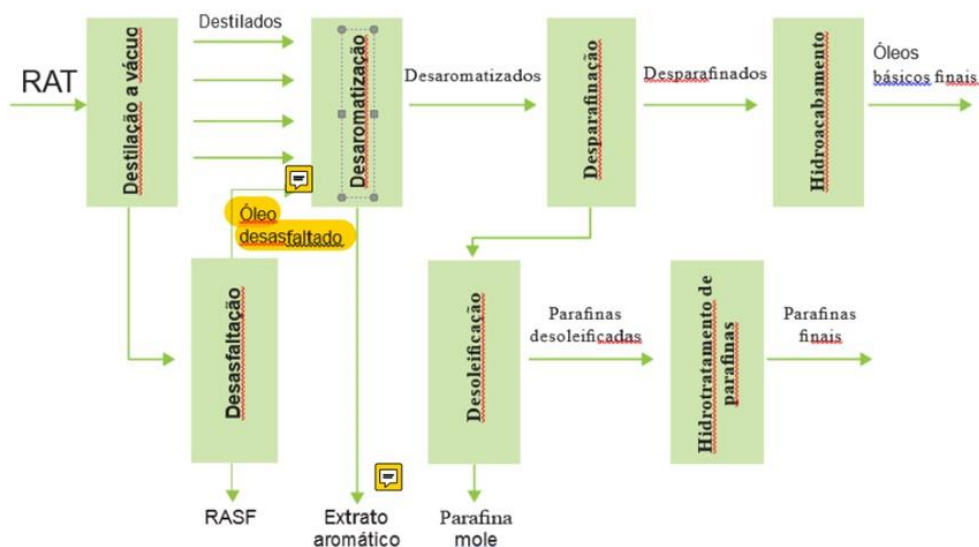 Destilados
RAT
Destilação a vácuo
Desaromatização
Desaromatizados
Desparafinação
Desparafinados
Hidroacabamento
Óleos
básicos finais
Óleo
desasfaltado
Desasfaltação
Desoleificação
Parafinas
desoleificadas
Hidrotratamento de
parafinas
Parafinas
finais
RASF
Extrato
aromático
Parafina
mole